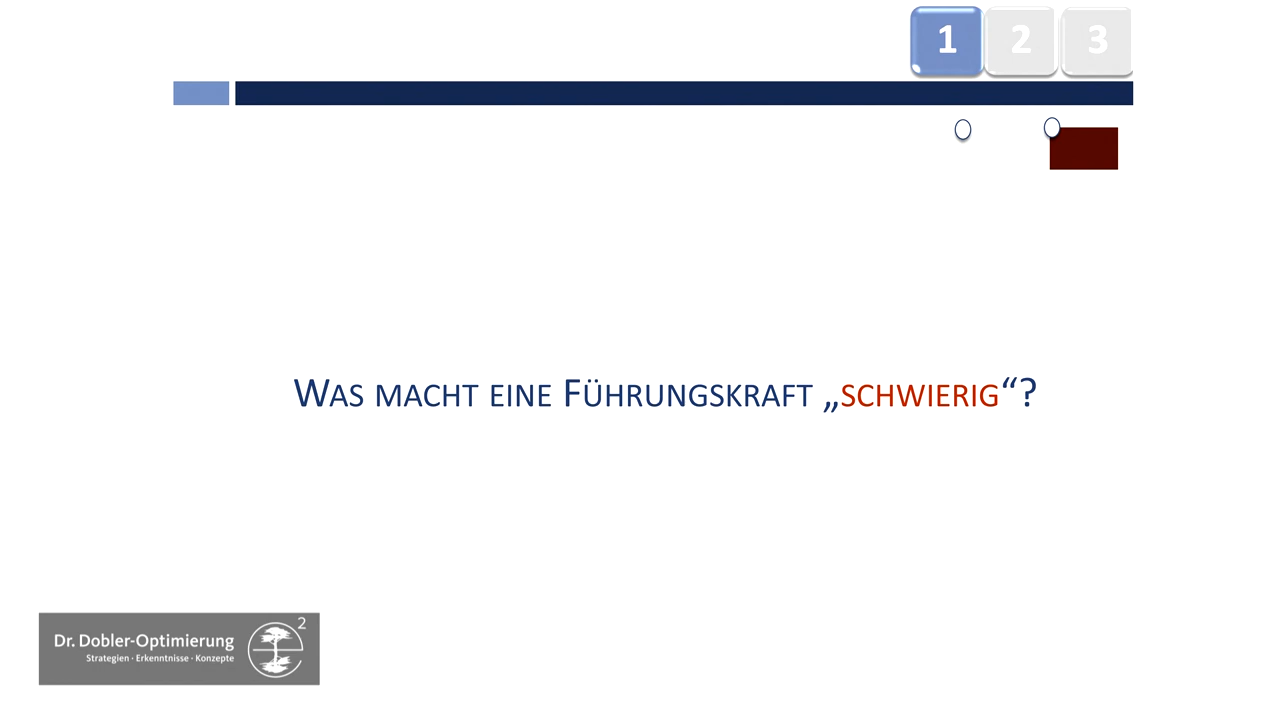 1 2 3
Was macht eine Führungskraft „schwierig“?
Dr. Dobler-Optimierung
Strategien · Erkenntnisse · Konzepte
2